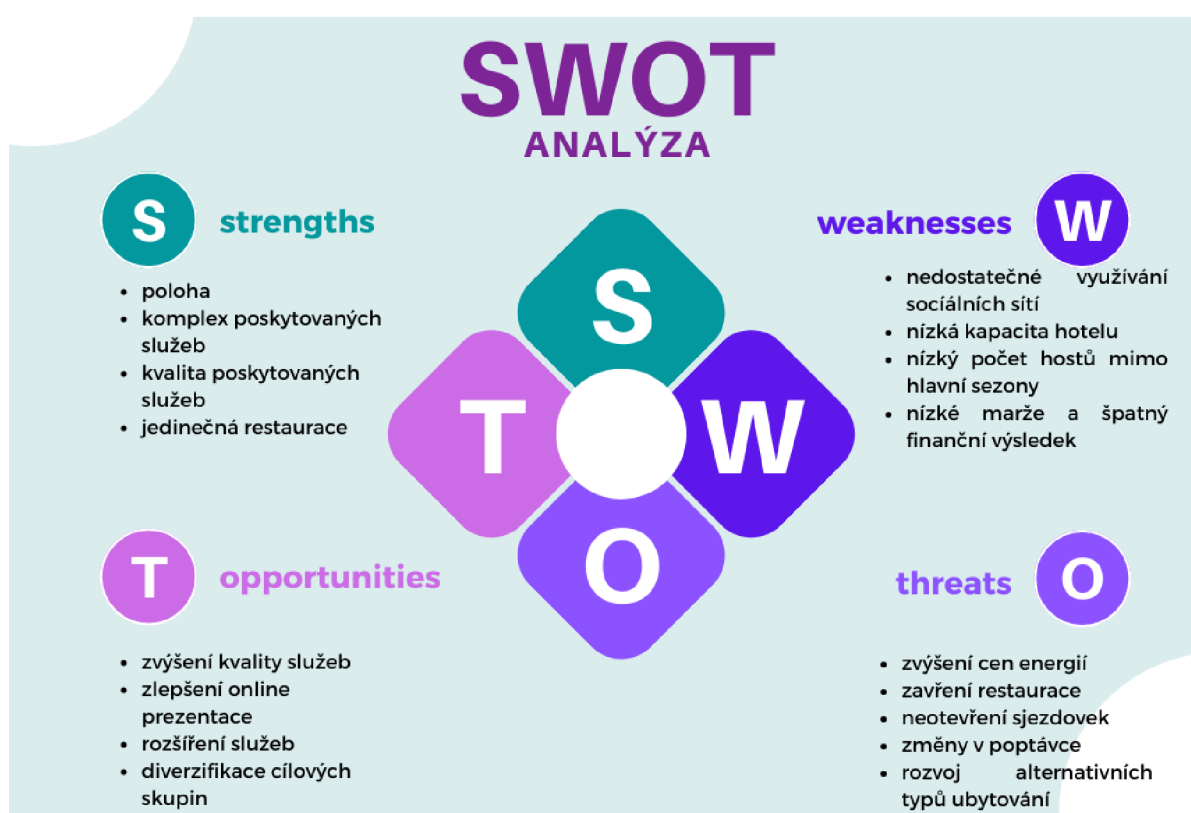 SWOT
ANALÝZA
S
strengths
• poloha
• komplex poskytovaných
služeb
• kvalita poskytovaných
služeb
• jedinečná restaurace
weaknesses
W
• nedostatečné využívání
sociálních sítí
• nízká kapacita hotelu
• nízký počet hostů mimo
hlavní sezony
• nízké marže a špatný
finanční výsledek
S
T
W
O
T
opportunities
• zvýšení kvality služeb
• zlepšení online
prezentace
• rozšíření služeb
• diverzifikace cílových
skupin
threats
O
• zvýšení cen energií
• zavření restaurace
• neotevření sjezdovek
• změny v poptávce
• rozvoj alternativních
typů ubytování